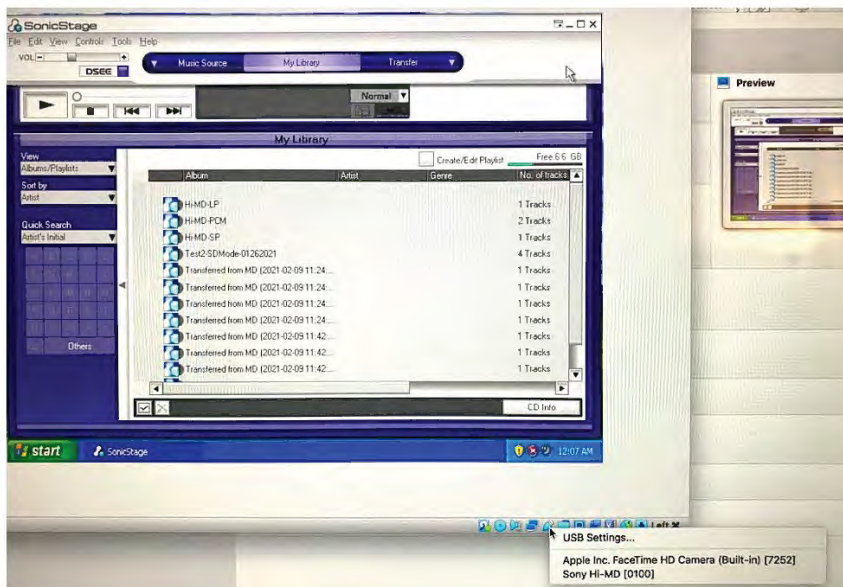 SonicStage
File Edit View Controls Tools Help
VOL
DSEE
Music Source My Library Transfer
Preview
Normal
My Library
View
Albums/Playlists
Create/Edit Playlist Free 6.6 GB
Sort by
Artist
Album Artist Genre No. of tracks
Quick Search
Artist's Initial
Others
Hi-MD-LP 1 Tracks
Hi-MD-PCM 2 Tracks
Hi-MD-SP 1 Tracks
Test2-SDMode-01262021 4 Tracks
Transferred from MD (2021-02-09 11:24:... 1 Tracks
Transferred from MD (2021-02-09 11:24:... 1 Tracks
Transferred from MD (2021-02-09 11:24:... 1 Tracks
Transferred from MD (2021-02-09 11:24:... 1 Tracks
Transferred from MD (2021-02-09 11:42:... 1 Tracks
Transferred from MD (2021-02-09 11:42:... 1 Tracks
Transferred from MD (2021-02-09 11:42:... 1 Tracks
CD Info
start SonicStage 12:07 AM
Left ⌘
USB Settings...
Apple Inc. FaceTime HD Camera (Built-in) [7252]
Sony Hi-MD [0100]